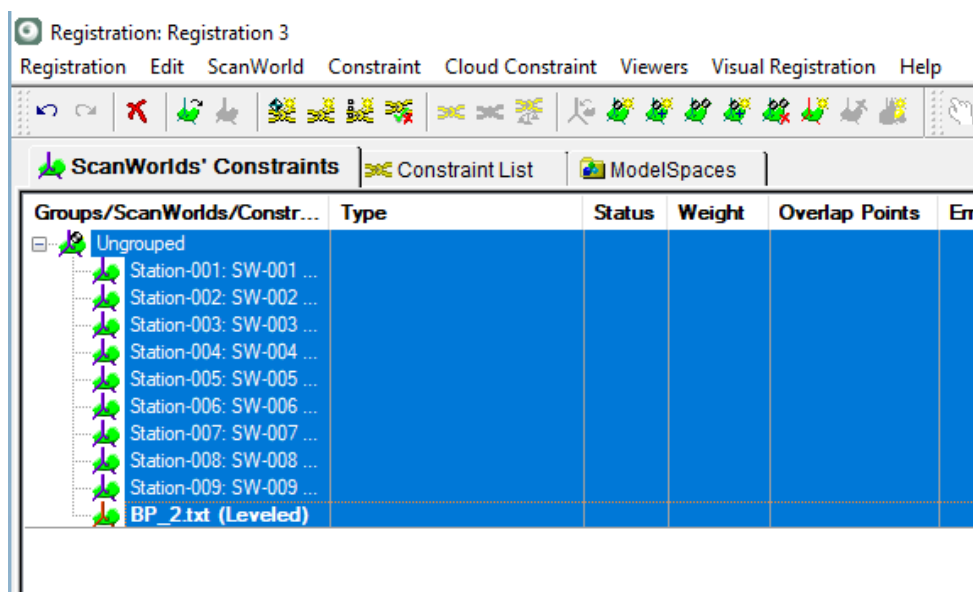 Registration: Registration 3
Registration Edit ScanWorld Constraint Cloud Constraint Viewers Visual Registration Help
ScanWorlds' Constraints Constraint List ModelSpaces
Groups/ScanWorlds/Constr... Type Status Weight Overlap Points Err
Ungrouped
Station-001: SW-001 ...
Station-002: SW-002 ...
Station-003: SW-003 ...
Station-004: SW-004 ...
Station-005: SW-005 ...
Station-006: SW-006 ...
Station-007: SW-007 ...
Station-008: SW-008 ...
Station-009: SW-009 ...
BP_2.txt (Leveled)